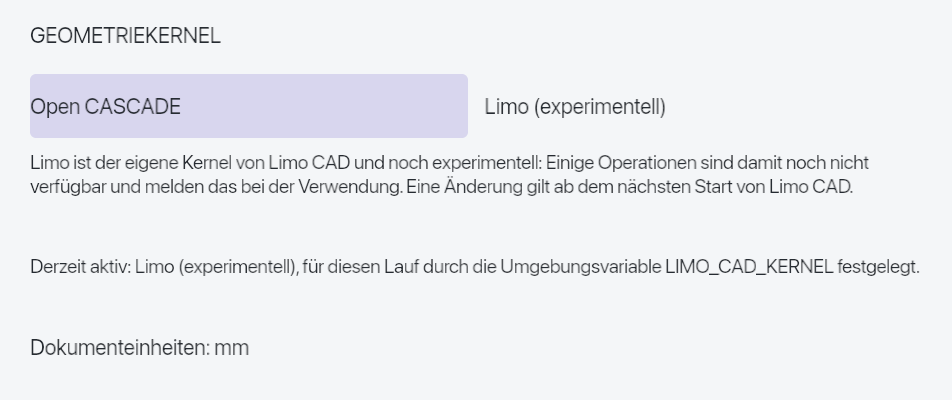 GEOMETRIEKERNEL
Open CASCADE
Limo (experimentell)
Limo ist der eigene Kernel von Limo CAD und noch experimentell: Einige Operationen sind damit noch nicht
verfügbar und melden das bei der Verwendung. Eine Änderung gilt ab dem nächsten Start von Limo CAD.
Derzeit aktiv: Limo (experimentell), für diesen Lauf durch die Umgebungsvariable LIMO_CAD_KERNEL festgelegt.
Dokumenteinheiten: mm